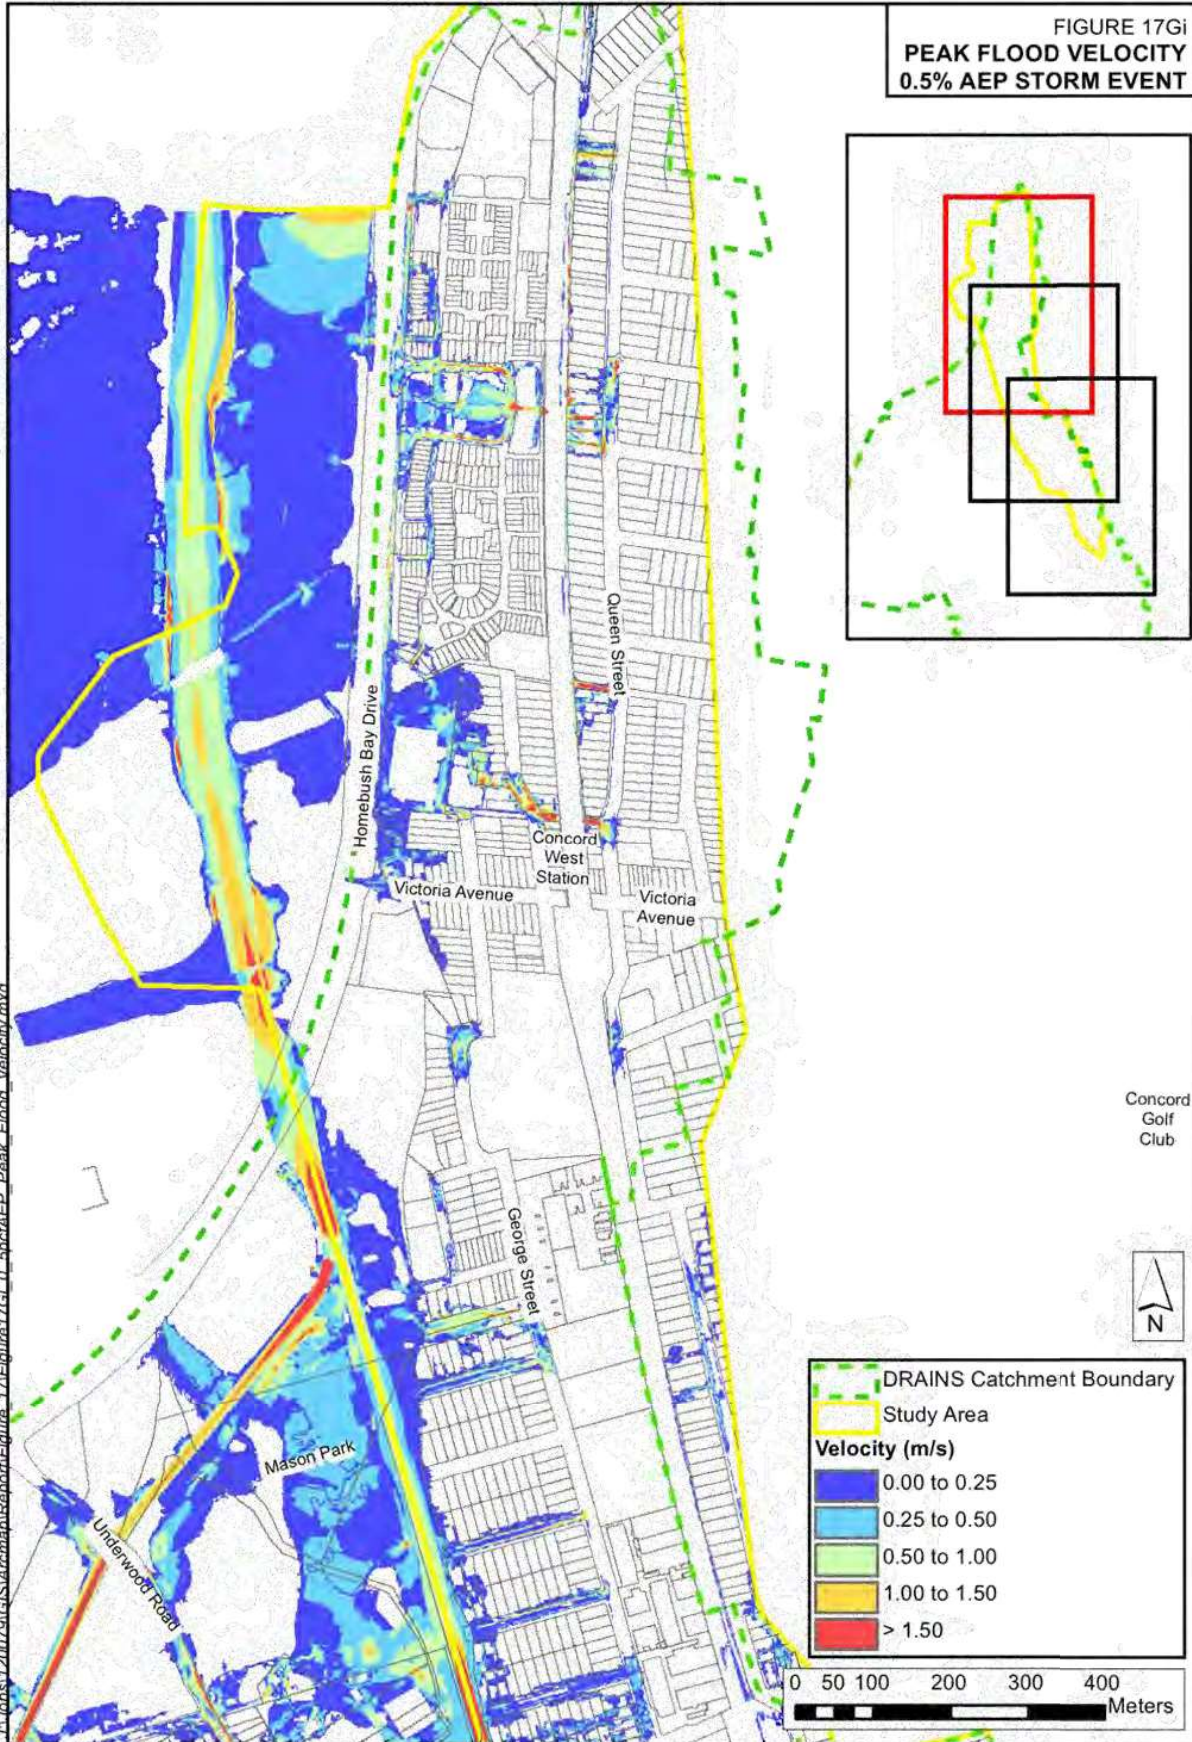 FIGURE 17Gi
PEAK FLOOD VELOCITY
0.5% AEP STORM EVENT
Queen Street
Homebush Bay Drive
Concord
West
Station
Victoria Avenue
Victoria
Avenue
Concord
Golf
Club
George Street
N
Mason Park
Underwood Road
DRAINS Catchment Boundary
Study Area
Velocity (m/s)
0.00 to 0.25
0.25 to 0.50
0.50 to 1.00
1.00 to 1.50
> 1.50
0 50 100 200 300 400
Meters